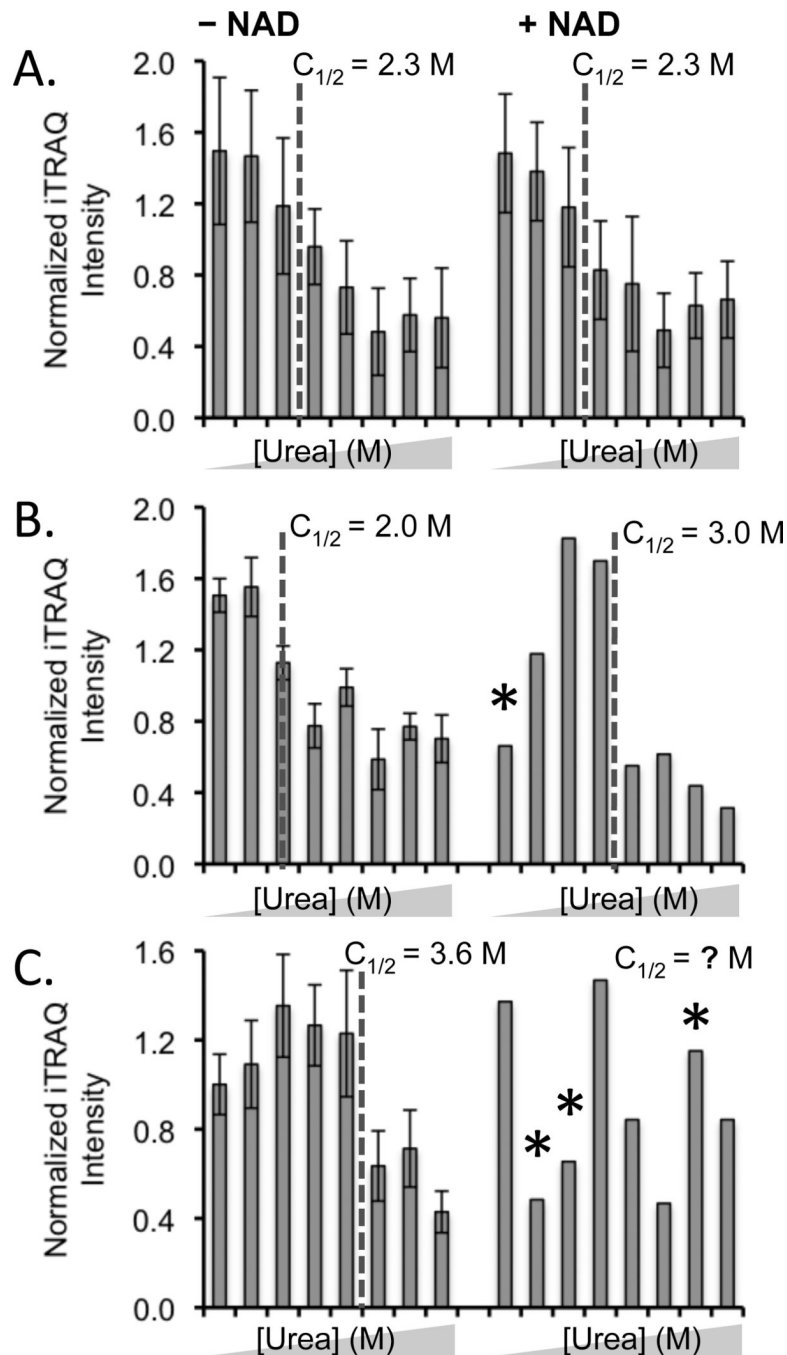 − NAD + NAD
A.
C1/2 = 2.3 M C1/2 = 2.3 M
Normalized iTRAQ
Intensity
2.0
1.6
1.2
0.8
0.4
0.0
[Urea] (M) [Urea] (M)
B.
C1/2 = 2.0 M C1/2 = 3.0 M
Normalized iTRAQ
Intensity
2.0
1.6
1.2
0.8
0.4
0.0
*
[Urea] (M) [Urea] (M)
C.
C1/2 = 3.6 M C1/2 = ? M
Normalized iTRAQ
Intensity
1.6
1.2
0.8
0.4
0.0
* * *
[Urea] (M) [Urea] (M)